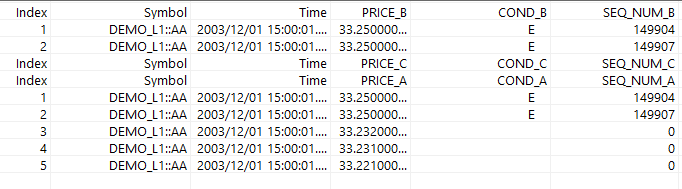 Index Symbol Time PRICE_B COND_B SEQ_NUM_B
1 DEMO_L1::AA 2003/12/01 15:00:01.... 33.250000... E 149904
2 DEMO_L1::AA 2003/12/01 15:00:01.... 33.250000... E 149907
Index Symbol Time PRICE_C COND_C SEQ_NUM_C
Index Symbol Time PRICE_A COND_A SEQ_NUM_A
1 DEMO_L1::AA 2003/12/01 15:00:01.... 33.250000... E 149904
2 DEMO_L1::AA 2003/12/01 15:00:01.... 33.250000... E 149907
3 DEMO_L1::AA 2003/12/01 15:00:01.... 33.232000... 0
4 DEMO_L1::AA 2003/12/01 15:00:01.... 33.231000... 0
5 DEMO_L1::AA 2003/12/01 15:00:01.... 33.221000... 0